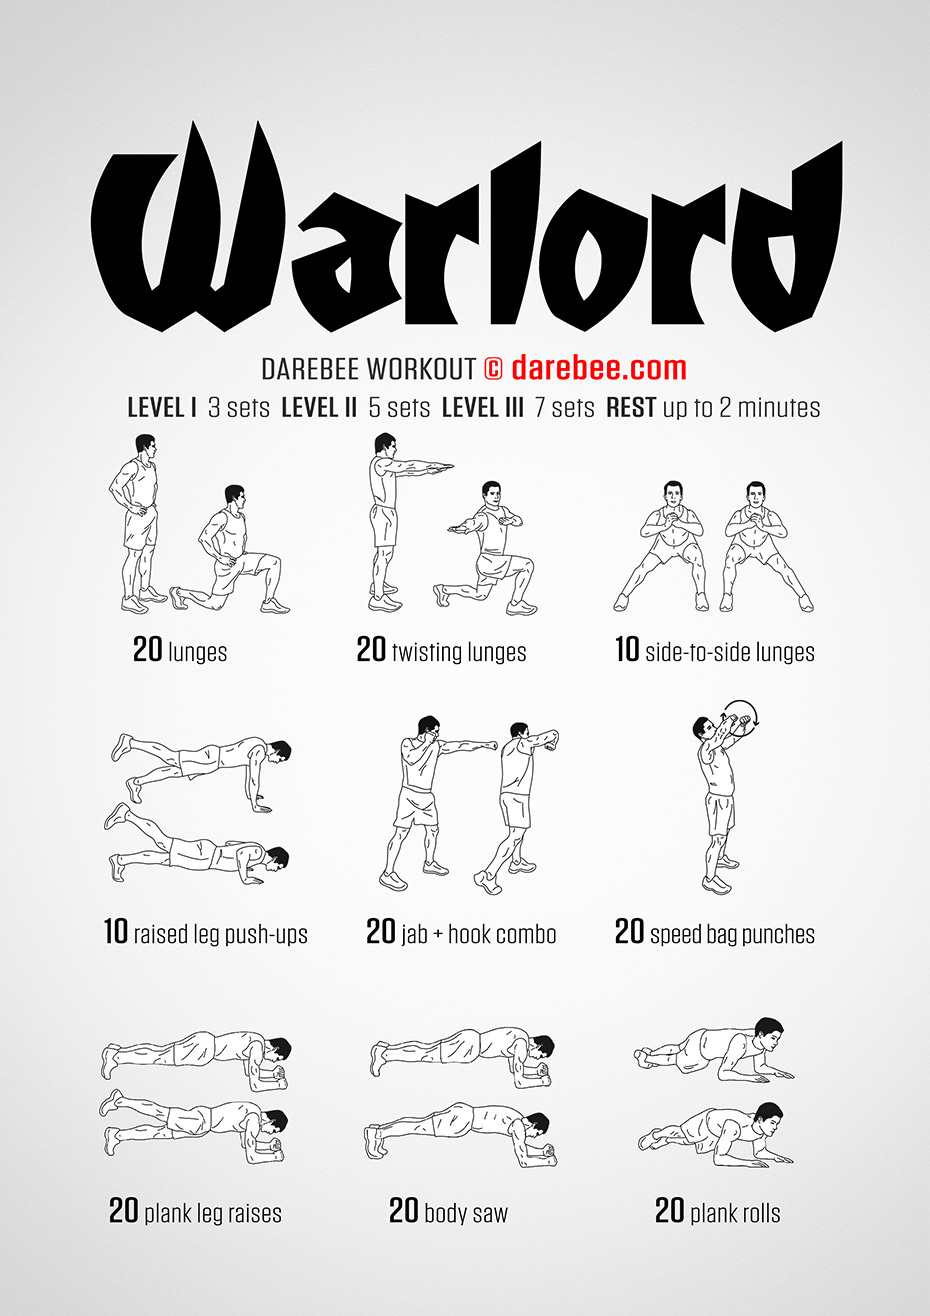 Warlord
DAREBEE WORKOUT © darebee.com
LEVEL I 3 sets LEVEL II 5 sets LEVEL III 7 sets REST up to 2 minutes
20 lunges
20 twisting lunges
10 side-to-side lunges
10 raised leg push-ups
20 jab + hook combo
20 speed bag punches
20 plank leg raises
20 body saw
20 plank rolls